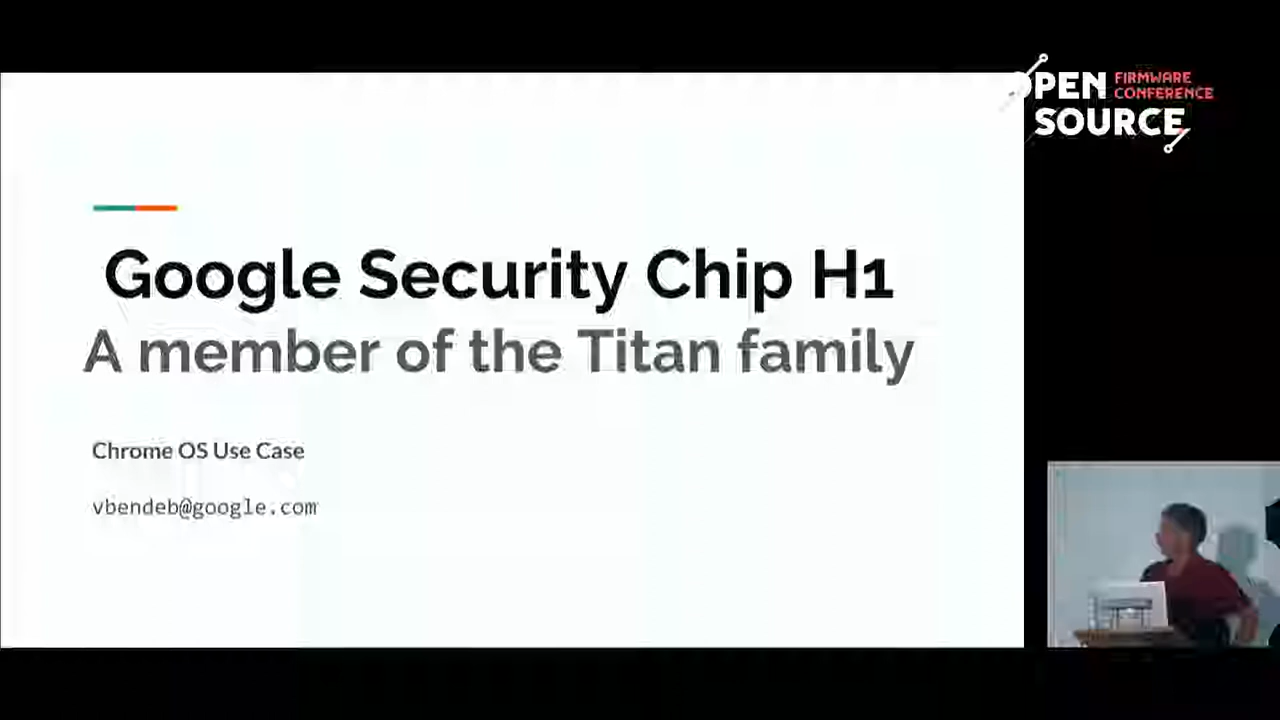 OPEN FIRMWARE
CONFERENCE
SOURCE
Google Security Chip H1
A member of the Titan family
Chrome OS Use Case
vbendeb@google.com